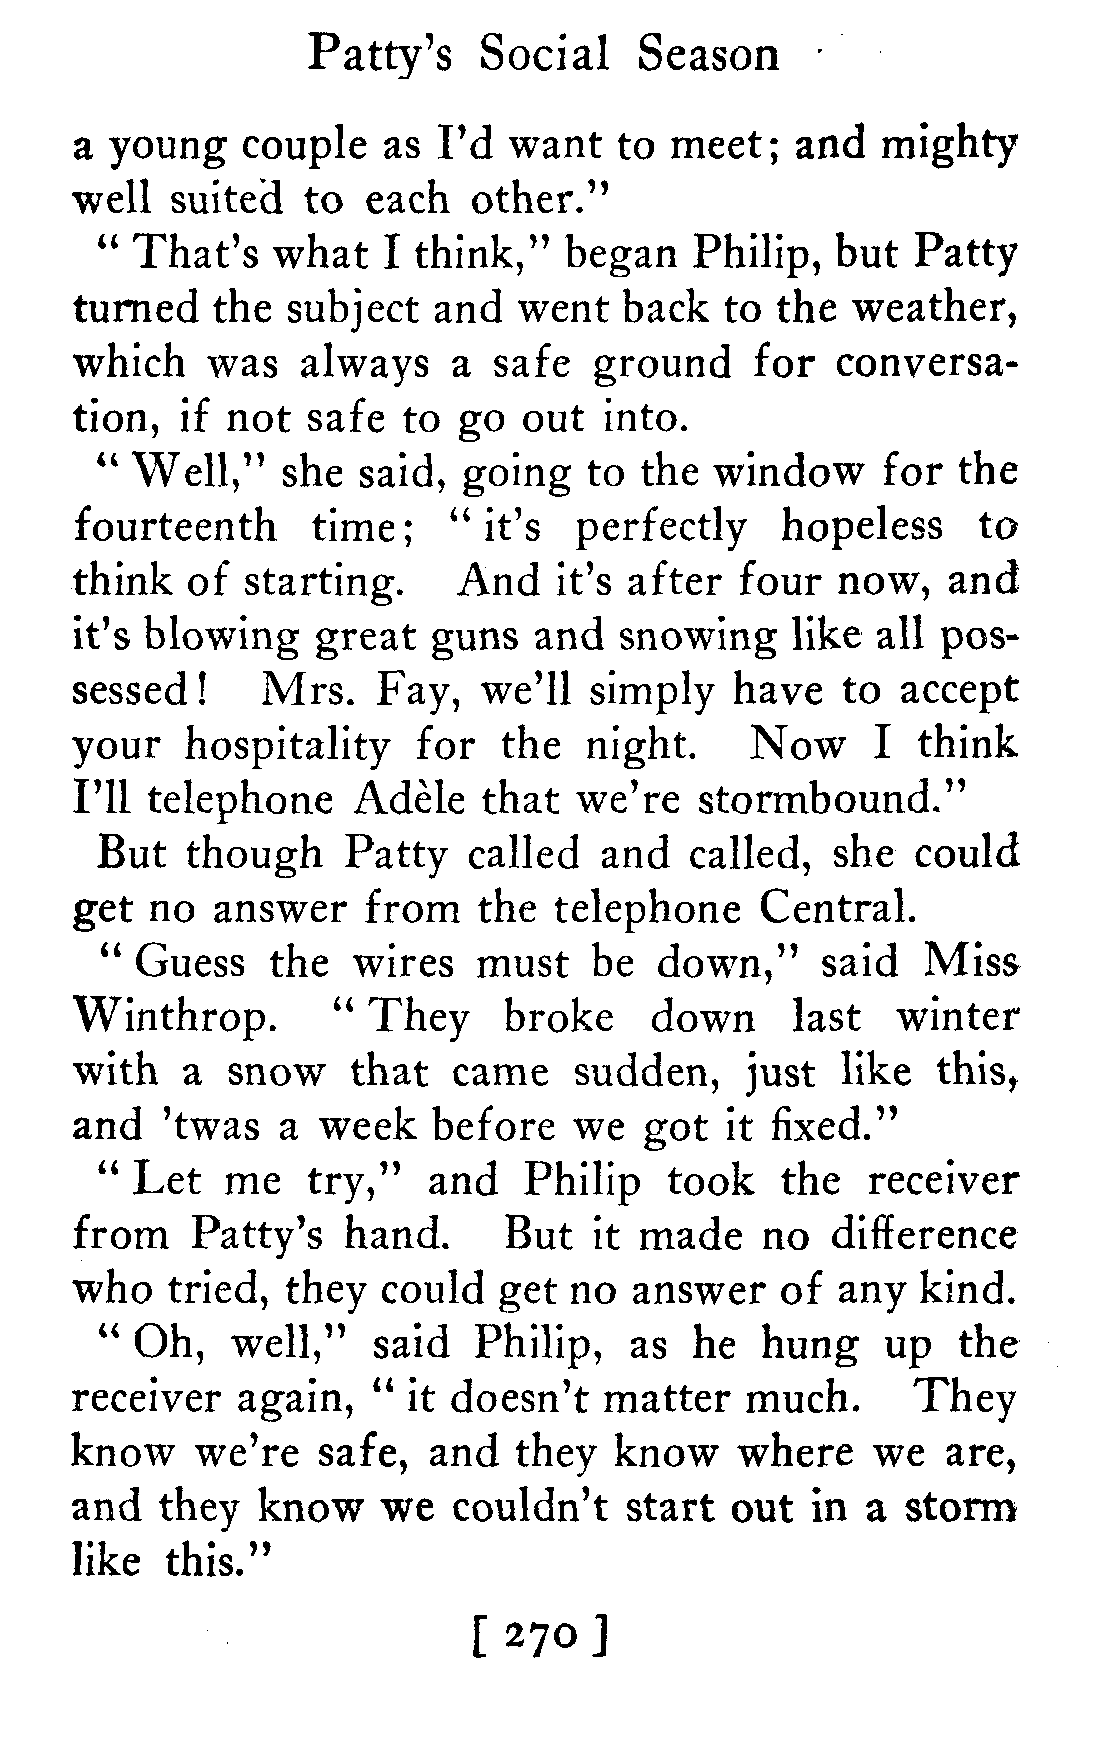 Patty's Social Season
a young couple as I'd want to meet; and mighty
well suited to each other."
" That's what I think," began Philip, but Patty
turned the subject and went back to the weather,
which was always a safe ground for conversa-
tion, if not safe to go out into.
" Well," she said, going to the window for the
fourteenth time; " it's perfectly hopeless to
think of starting. And it's after four now, and
it's blowing great guns and snowing like all pos-
sessed! Mrs. Fay, we'll simply have to accept
your hospitality for the night. Now I think
I'll telephone Adèle that we're stormbound."
But though Patty called and called, she could
get no answer from the telephone Central.
" Guess the wires must be down," said Miss
Winthrop. " They broke down last winter
with a snow that came sudden, just like this,
and 'twas a week before we got it fixed."
" Let me try," and Philip took the receiver
from Patty's hand. But it made no difference
who tried, they could get no answer of any kind.
" Oh, well," said Philip, as he hung up the
receiver again, " it doesn't matter much. They
know we're safe, and they know where we are,
and they know we couldn't start out in a storm
like this."
[ 270 ]